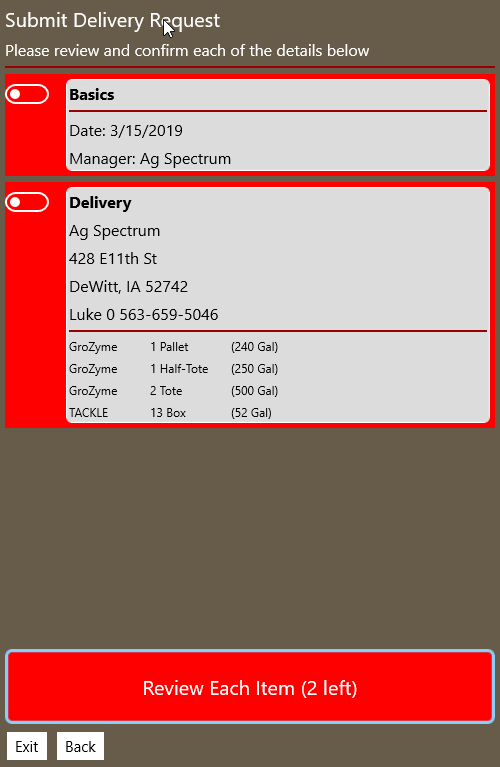 Submit Delivery Request
Please review and confirm each of the details below
Basics
Date: 3/15/2019
Manager: Ag Spectrum
Delivery
Ag Spectrum
428 E11th St
DeWitt, IA 52742
Luke 0 563-659-5046
GroZyme 1 Pallet (240 Gal)
GroZyme 1 Half-Tote (250 Gal)
GroZyme 2 Tote (500 Gal)
TACKLE 13 Box (52 Gal)
Review Each Item (2 left)
Exit Back